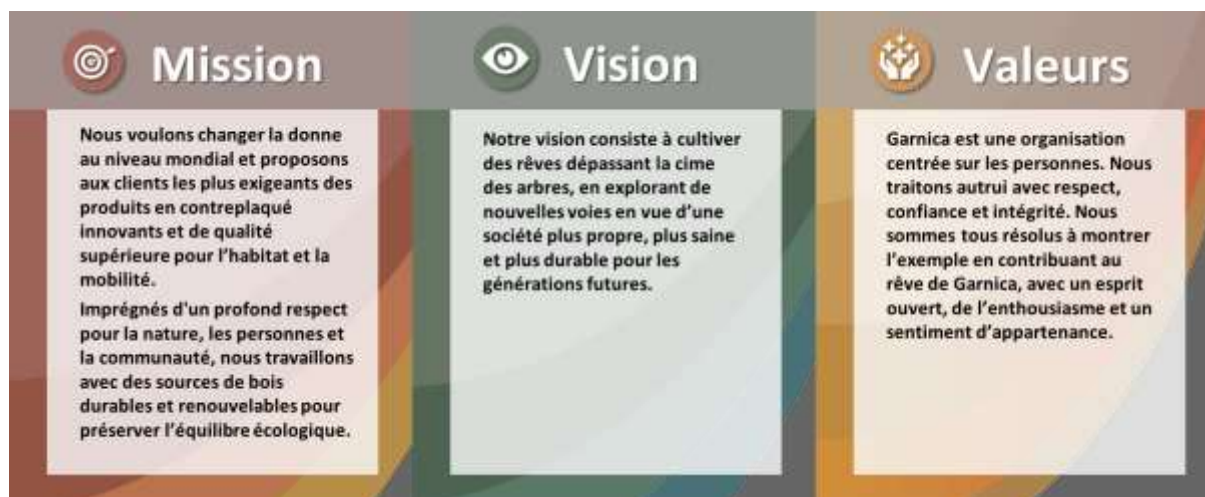 Mission
Nous voulons changer la donne
au niveau mondial et proposons
aux clients les plus exigeants des
produits en contreplaqué
innovants et de qualité
supérieure pour l'habitat et la
mobilité.
Imprégnés d'un profond respect
pour la nature, les personnes et
la communauté, nous travaillons
avec des sources de bois
durables et renouvelables pour
préserver l'équilibre écologique.
Vision
Notre vision consiste à cultiver
des rêves dépassant la cime
des arbres, en explorant de
nouvelles voies en vue d'une
société plus propre, plus saine
et plus durable pour les
générations futures.
Valeurs
Garnica est une organisation
centrée sur les personnes. Nous
traitons autrui avec respect,
confiance et intégrité. Nous
sommes tous résolus à montrer
l'exemple en contribuant au
rêve de Garnica, avec un esprit
ouvert, de l'enthousiasme et un
sentiment d'appartenance.